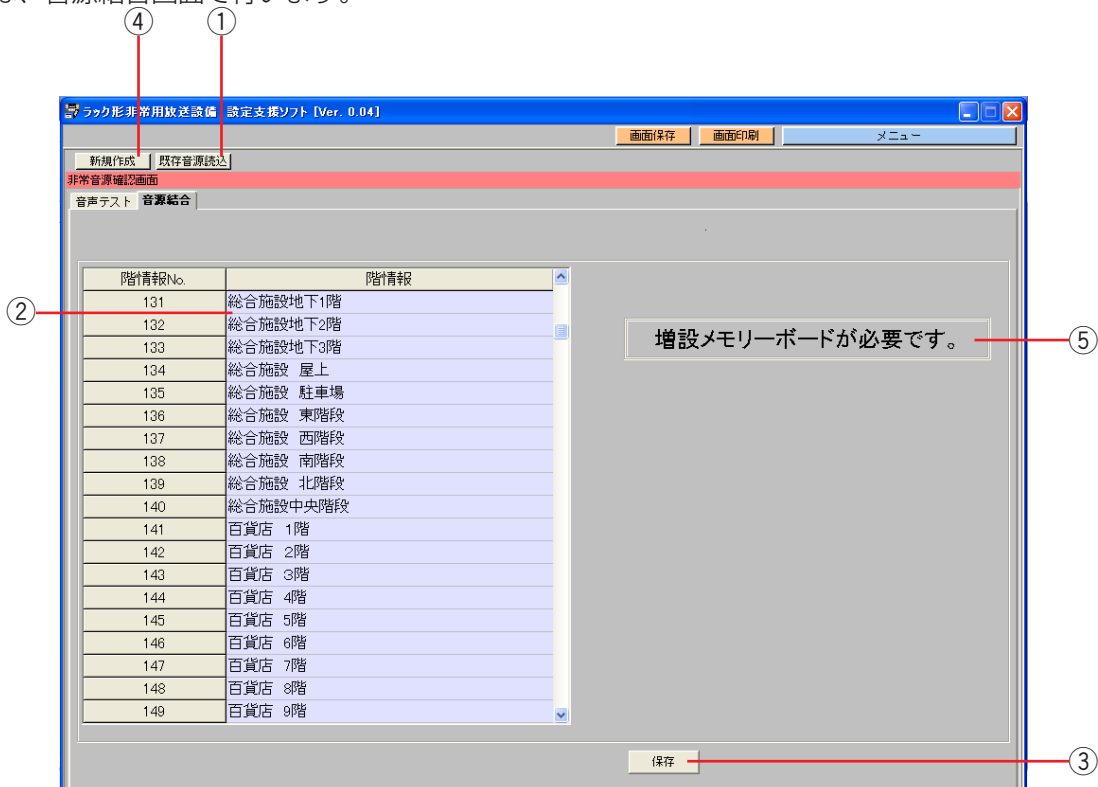 、音源結合画面で行います。
④ ①
ラック形非常用放送設備 設定支援ソフト [Ver. 0.04]
画面保存 画面印刷 メニュー
新規作成 既存音源読込
非常音源確認画面
音声テスト 音源結合
階情報No. 階情報
131 総合施設地下1階
②
132 総合施設地下2階
133 総合施設地下3階
増設メモリーボードが必要です。 ⑤
134 総合施設 屋上
135 総合施設 駐車場
136 総合施設 東階段
137 総合施設 西階段
138 総合施設 南階段
139 総合施設 北階段
140 総合施設中央階段
141 百貨店 1階
142 百貨店 2階
143 百貨店 3階
144 百貨店 4階
145 百貨店 5階
146 百貨店 6階
147 百貨店 7階
148 百貨店 8階
149 百貨店 9階
保存 ③